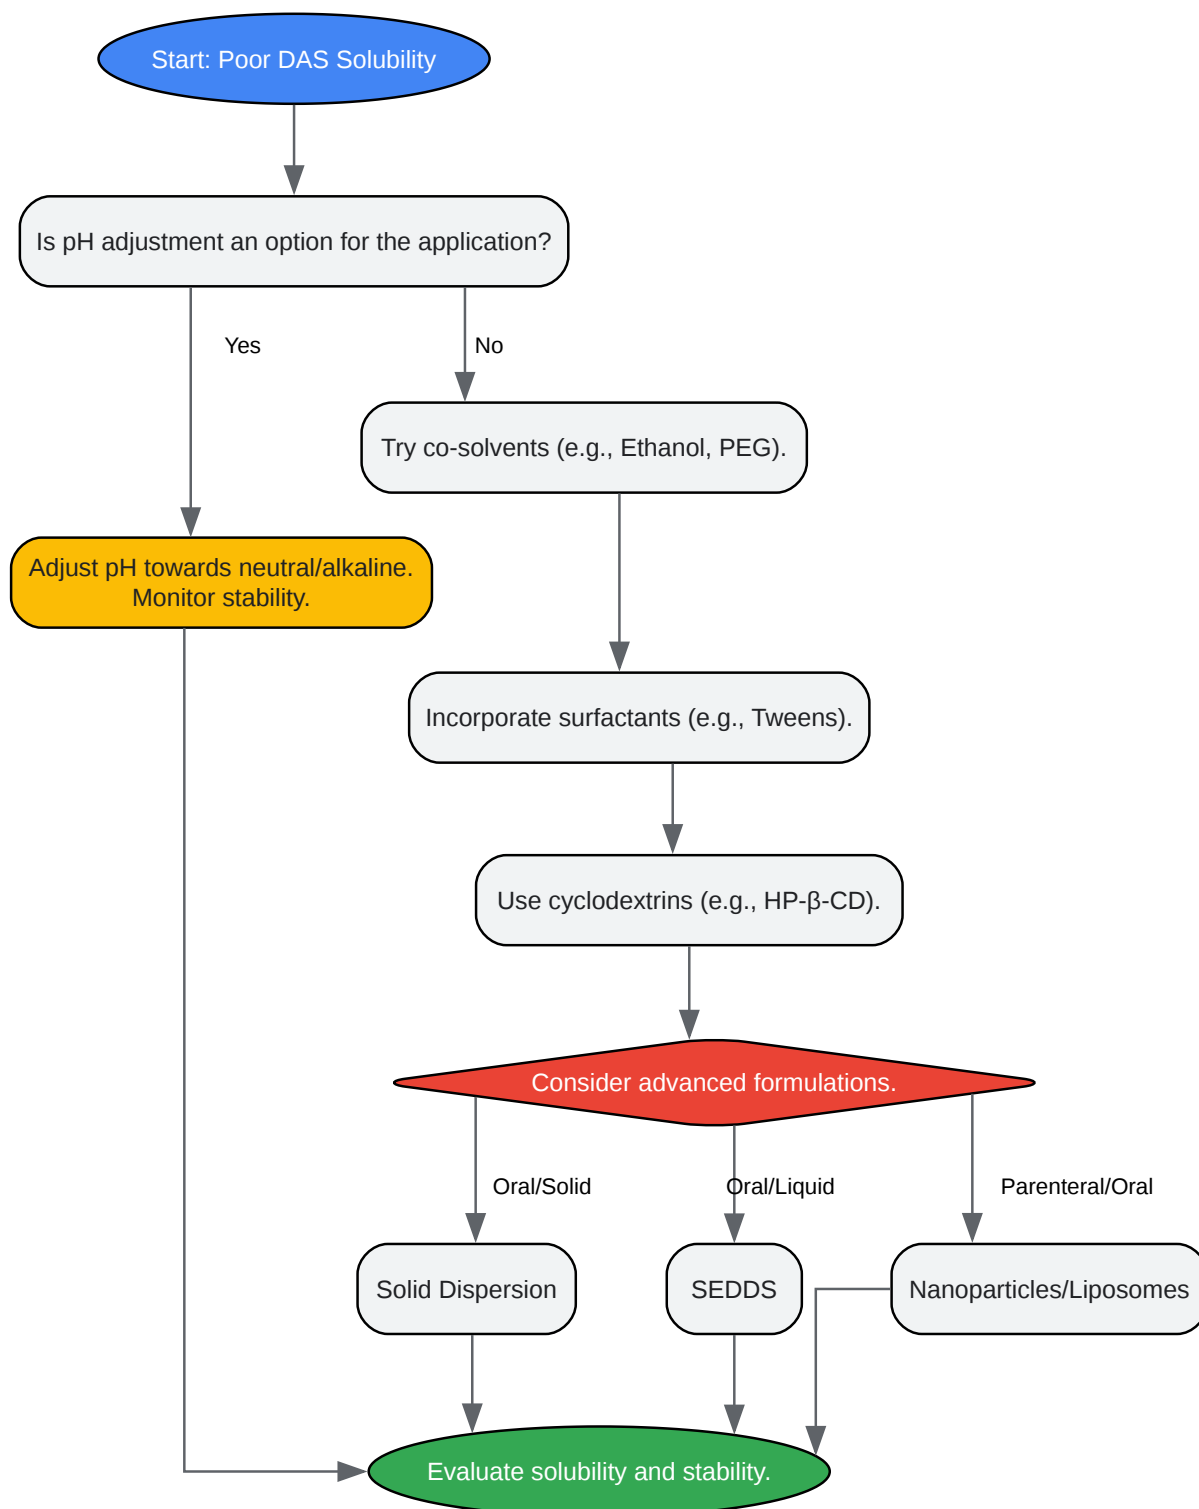 Start: Poor DAS Solubility
Is pH adjustment an option for the application?
Yes
No
Try co-solvents (e.g., Ethanol, PEG).
Adjust pH towards neutral/alkaline.
Monitor stability.
Incorporate surfactants (e.g., Tweens).
Use cyclodextrins (e.g., HP-β-CD).
Consider advanced formulations.
Oral/Solid
Oral/Liquid
Parenteral/Oral
Solid Dispersion
SEDDS
Nanoparticles/Liposomes
Evaluate solubility and stability.